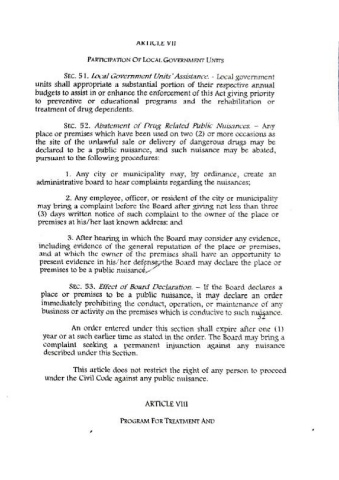 ARTICLE VII
PARTICIPATION OF LOCAL GOVERNMENT UNITS
SEC. 51. Local Government Units' Assistance. - Local government
units shall appropriate a substantial portion of their respective annual
budgets to assist in or enhance the enforcement of this Act giving priority
to preventive or educational programs and the rehabilitation or
treatment of drug dependents.
SEC. 52. Abatement of Drug Related Public Nuisances. – Any
place or premises which have been used on two (2) or more occasions as
the site of the unlawful sale or delivery of dangerous drugs may be
declared to be a public nuisance, and such nuisance may be abated,
pursuant to the following procedures:
1. Any city or municipality may, by ordinance, create an
administrative board to hear complaints regarding the nuisances;
2. Any employee, officer, or resident of the city or municipality
may bring a complaint before the Board after giving not less than three
(3) days written notice of such complaint to the owner of the place or
premises at his/her last known address; and
3. After hearing in which the Board may consider any evidence,
including evidence of the general reputation of the place or premises,
and at which the owner of the premises shall have an opportunity to
present evidence in his/her defense, the Board may declare the place or
premises to be a public nuisance.
SEC. 53. Effect of Board Declaration. – If the Board declares a
place or premises to be a public nuisance, it may declare an order
immediately prohibiting the conduct, operation, or maintenance of any
business or activity on the premises which is conducive to such nuisance.
32
An order entered under this section shall expire after one (1)
year or at such earlier time as stated in the order. The Board may bring a
complaint seeking a permanent injunction against any nuisance
described under this Section.
This article does not restrict the right of any person to proceed
under the Civil Code against any public nuisance.
ARTICLE VIII
PROGRAM FOR TREATMENT AND